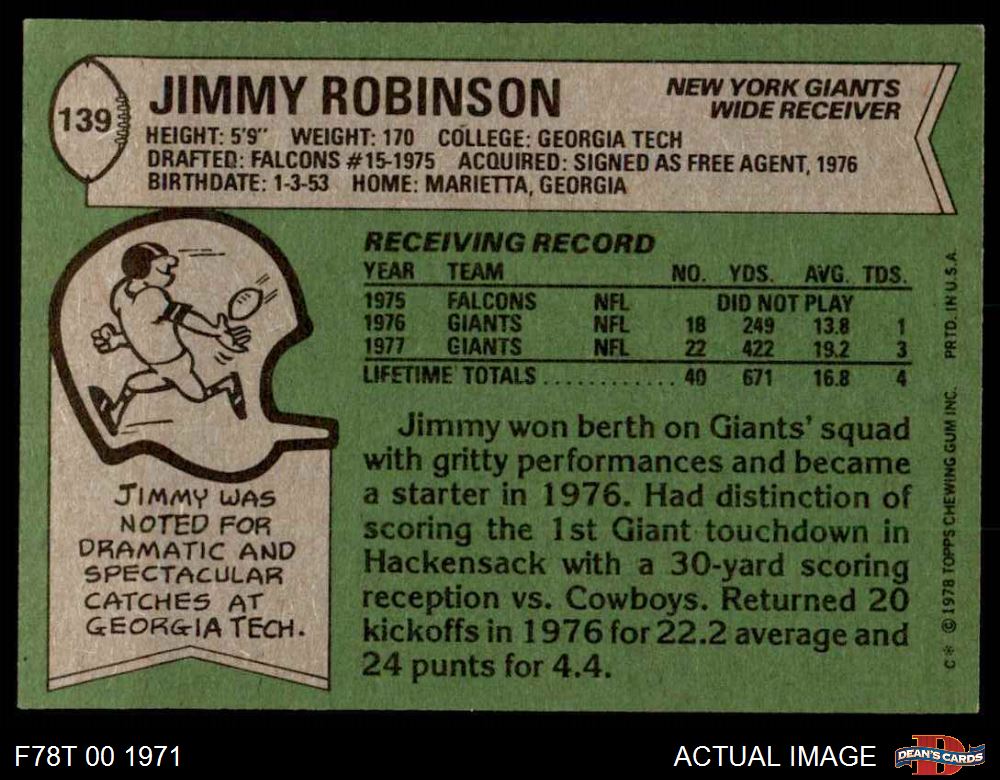 139
JIMMY ROBINSON
NEW YORK GIANTS
WIDE RECEIVER
HEIGHT: 5'9" WEIGHT: 170 COLLEGE: GEORGIA TECH
DRAFTED: FALCONS #15-1975 ACQUIRED: SIGNED AS FREE AGENT, 1976
BIRTHDATE: 1-3-53 HOME: MARIETTA, GEORGIA
RECEIVING RECORD
YEAR TEAM NO. YDS. AVG. TDS.
1975 FALCONS NFL DID NOT PLAY
1976 GIANTS NFL 18 249 13.8 1
1977 GIANTS NFL 22 422 19.2 3
LIFETIME TOTALS............ 40 671 16.8 4
Jimmy won berth on Giants' squad
with gritty performances and became
a starter in 1976. Had distinction of
scoring the 1st Giant touchdown in
Hackensack with a 30-yard scoring
reception vs. Cowboys. Returned 20
kickoffs in 1976 for 22.2 average and
24 punts for 4.4.
JIMMY WAS
NOTED FOR
DRAMATIC AND
SPECTACULAR
CATCHES AT
GEORGIA TECH.
C* ©1978 TOPPS CHEWING GUM INC. PRTD. IN U.S.A.
F78T 00 1971
ACTUAL IMAGE
D
DEAN'S CARDS